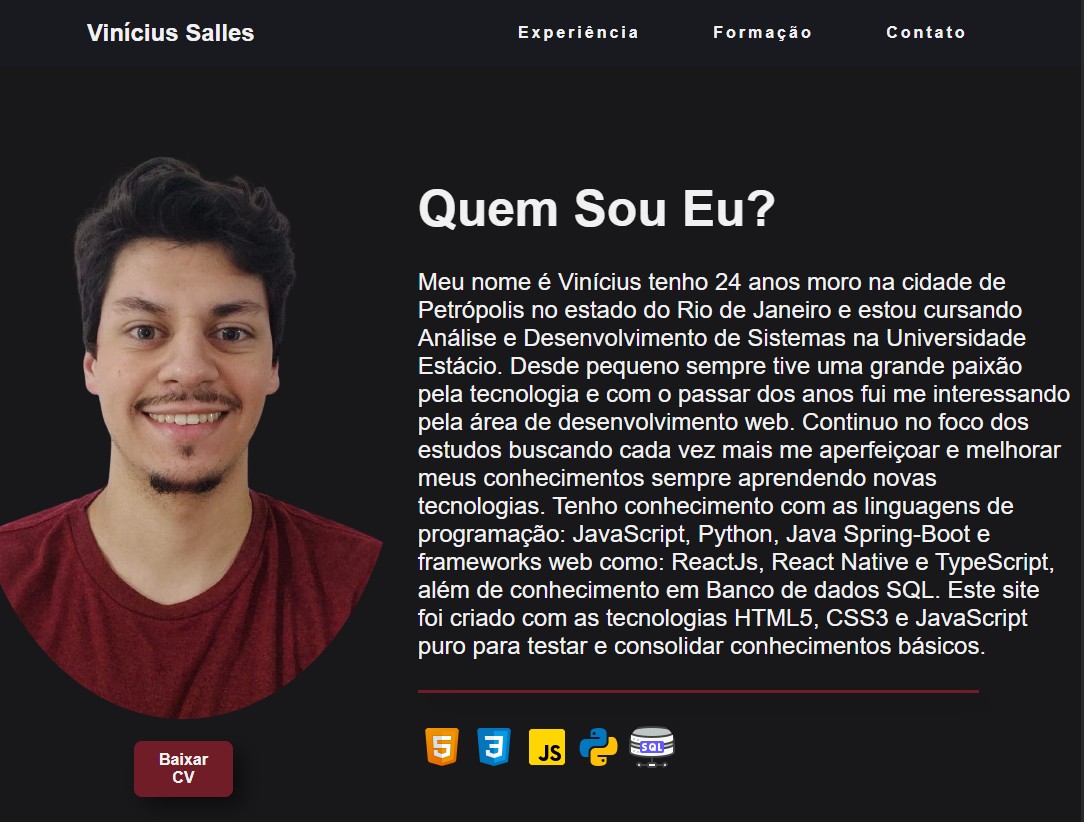 Vinícius Salles
Experiência
Formação
Contato
Quem Sou Eu?
Meu nome é Vinícius tenho 24 anos moro na cidade de
Petrópolis no estado do Rio de Janeiro e estou cursando
Análise e Desenvolvimento de Sistemas na Universidade
Estácio. Desde pequeno sempre tive uma grande paixão
pela tecnologia e com o passar dos anos fui me interessando
pela área de desenvolvimento web. Continuo no foco dos
estudos buscando cada vez mais me aperfeiçoar e melhorar
meus conhecimentos sempre aprendendo novas
tecnologias. Tenho conhecimento com as linguagens de
programação: JavaScript, Python, Java Spring-Boot e
frameworks web como: ReactJs, React Native e TypeScript,
além de conhecimento em Banco de dados SQL. Este site
foi criado com as tecnologias HTML5, CSS3 e JavaScript
puro para testar e consolidar conhecimentos básicos.
5
3
JS
SQL
Baixar
CV